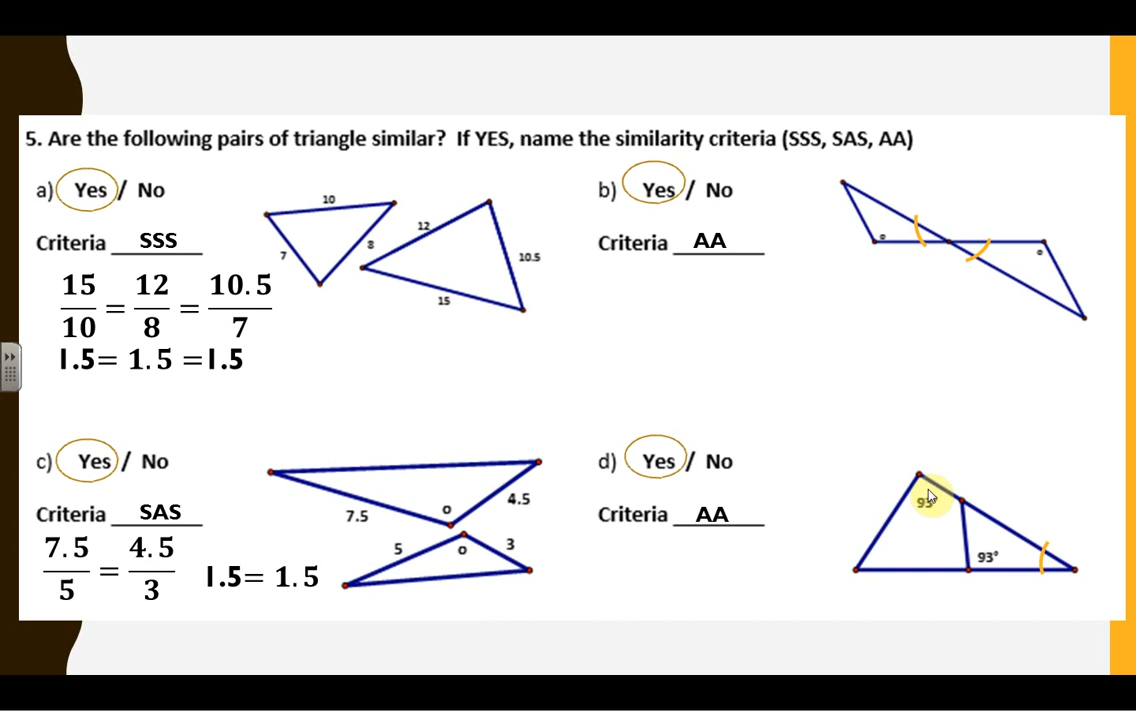 5. Are the following pairs of triangle similar? If YES, name the similarity criteria (SSS, SAS, AA)
a) Yes / No
Criteria SSS
15/10 = 12/8 = 10.5/7
1.5= 1.5 =1.5
10
7
8
12
10.5
15
b) Yes / No
Criteria AA
o
o
c) Yes / No
Criteria SAS
7.5/5 = 4.5/3
1.5= 1.5
7.5
o
4.5
5
o
3
d) Yes / No
Criteria AA
93°
93°